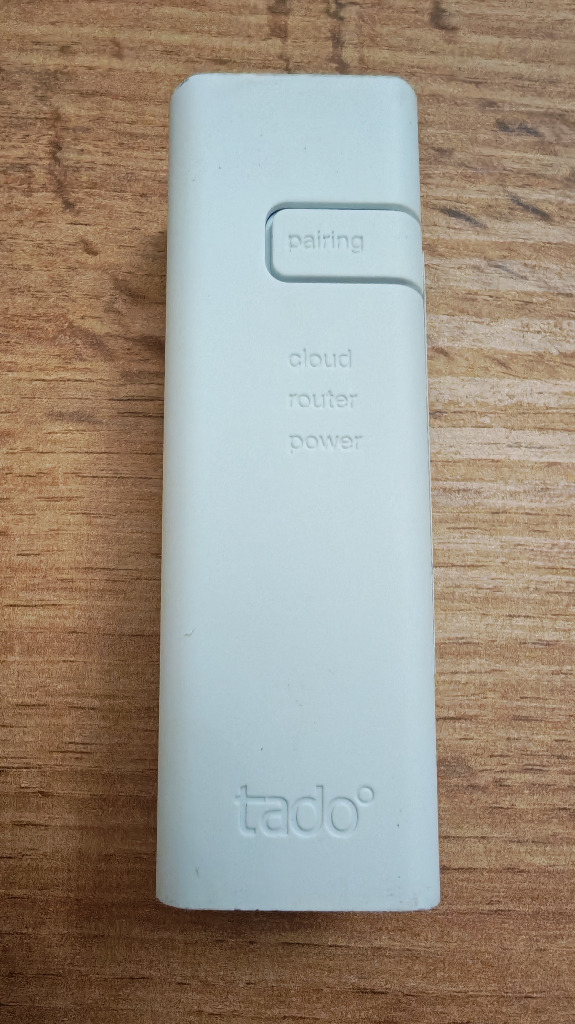 pairing
cloud
router
power
tado°